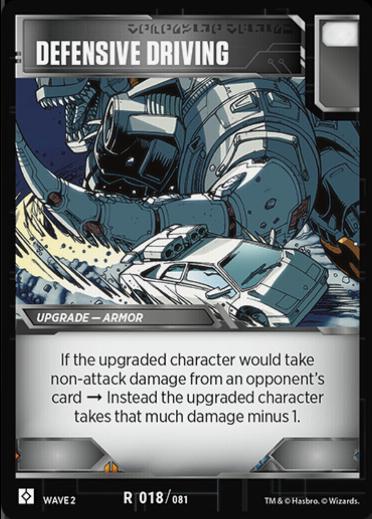 DEFENSIVE DRIVING
UPGRADE — ARMOR
If the upgraded character would take
non-attack damage from an opponent's
card ➞ Instead the upgraded character
takes that much damage minus 1.
WAVE 2
R 018/081
TM & © Hasbro. © Wizards.